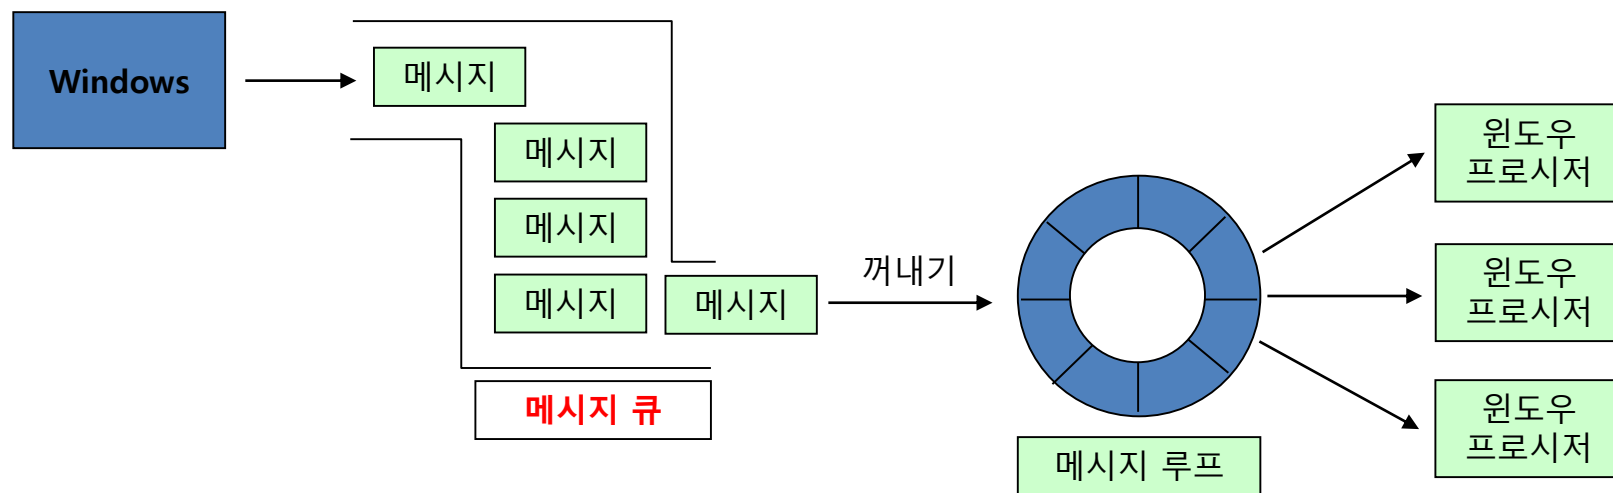 Windows
메시지
메시지
메시지
메시지
메시지
메시지 큐
꺼내기
메시지 루프
윈도우
프로시저
윈도우
프로시저
윈도우
프로시저